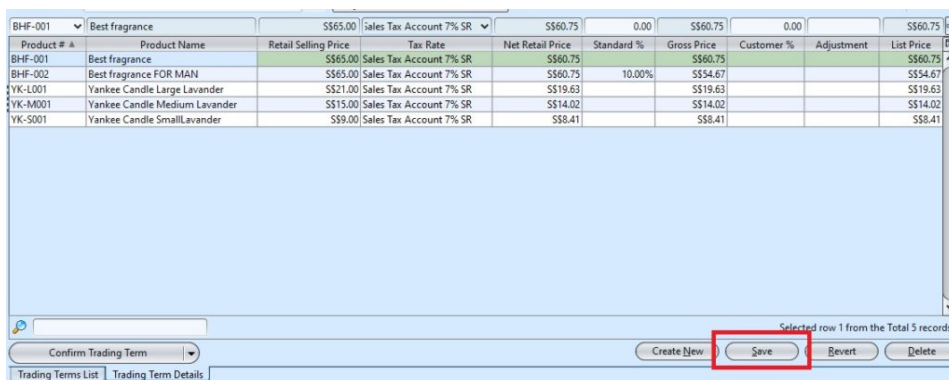 BHF-001 Best fragrance S$65.00 Sales Tax Account 7% SR S$60.75 0.00 S$60.75 0.00 S$60.75
Product # Product Name Retail Selling Price Tax Rate Net Retail Price Standard % Gross Price Customer % Adjustment List Price
BHF-001 Best fragrance S$65.00 Sales Tax Account 7% SR S$60.75 S$60.75 S$60.75
BHF-002 Best fragrance FOR MAN S$65.00 Sales Tax Account 7% SR S$60.75 10.00% S$54.67 S$54.67
YK-L001 Yankee Candle Large Lavander S$21.00 Sales Tax Account 7% SR S$19.63 S$19.63 S$19.63
YK-M001 Yankee Candle Medium Lavander S$15.00 Sales Tax Account 7% SR S$14.02 S$14.02 S$14.02
YK-S001 Yankee Candle SmallLavander S$9.00 Sales Tax Account 7% SR S$8.41 S$8.41 S$8.41
Selected row 1 from the Total 5 records
Confirm Trading Term Create New Save Revert Delete
Trading Terms List Trading Term Details